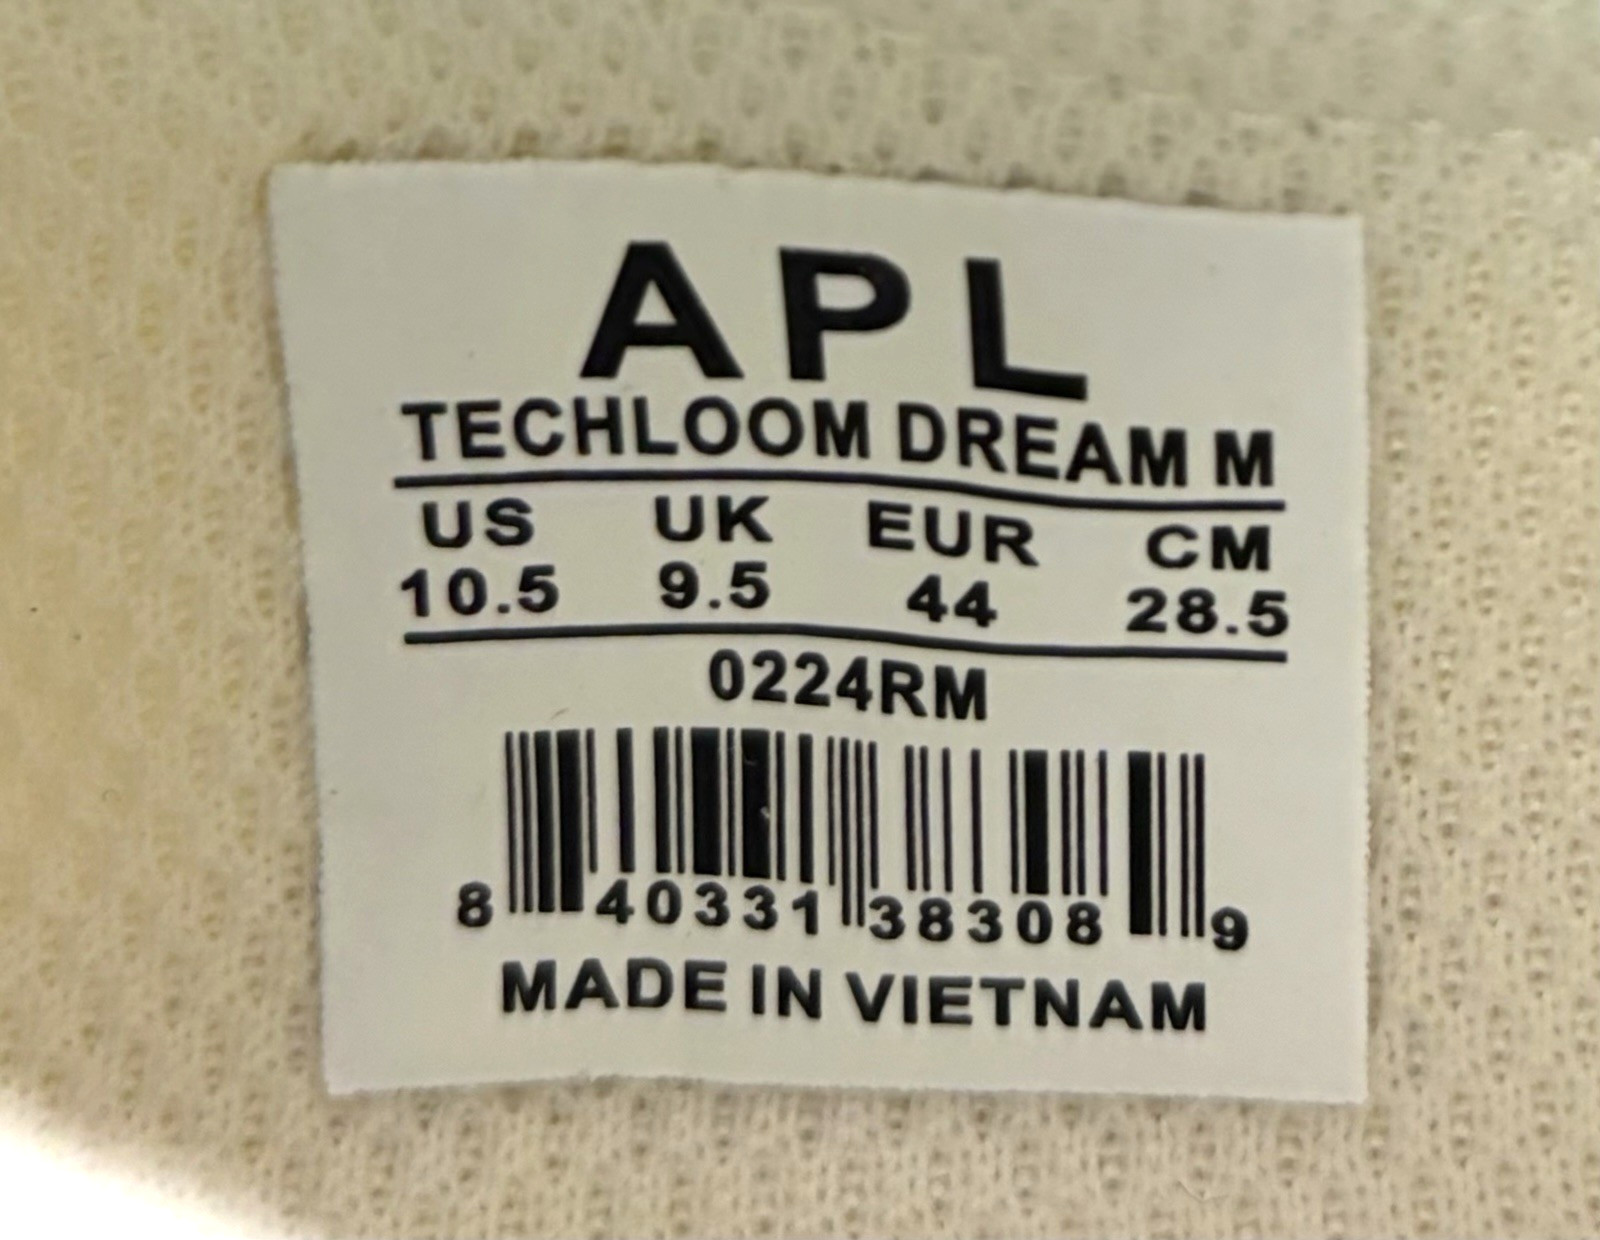 APL
TECHLOOM DREAM M
US UK EUR CM
10.5 9.5 44 28.5
0224RM
8 40331 38308 9
MADE IN VIETNAM